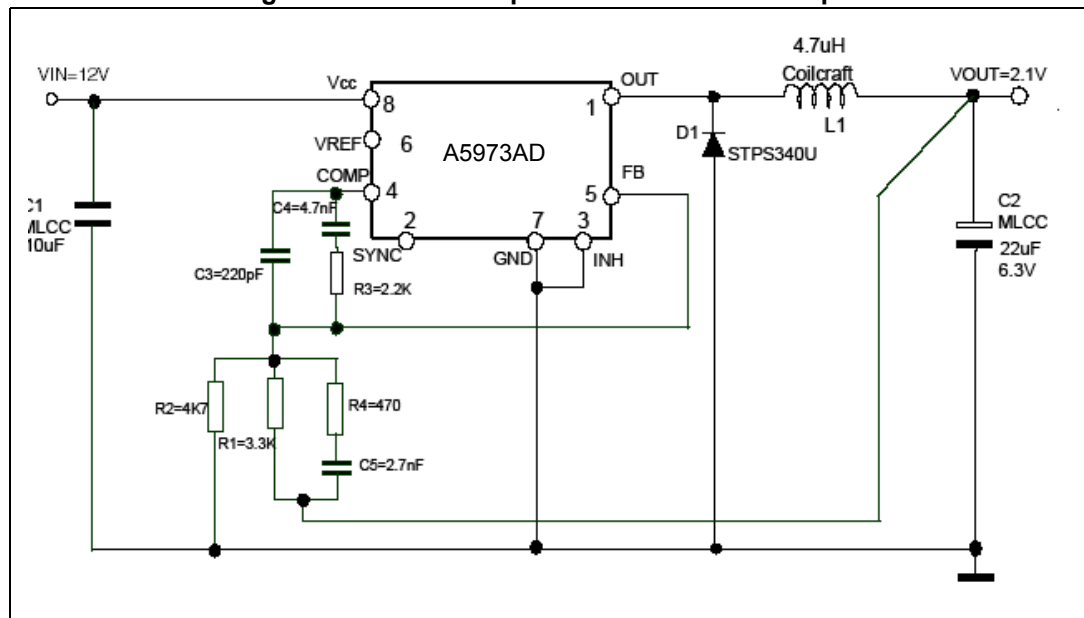 VIN=12V
Vcc
8
VREF
6
COMP
4
A5973AD
OUT
1
FB
5
2
SYNC
7
GND
3
INH
4.7uH
Coilcraft
L1
VOUT=2.1V
D1
STPS340U
C2
MLCC
22uF
6.3V
C4=4.7nF
C3=220pF
R3=2.2K
R2=4K7
R1=3.3K
R4=470
C5=2.7nF